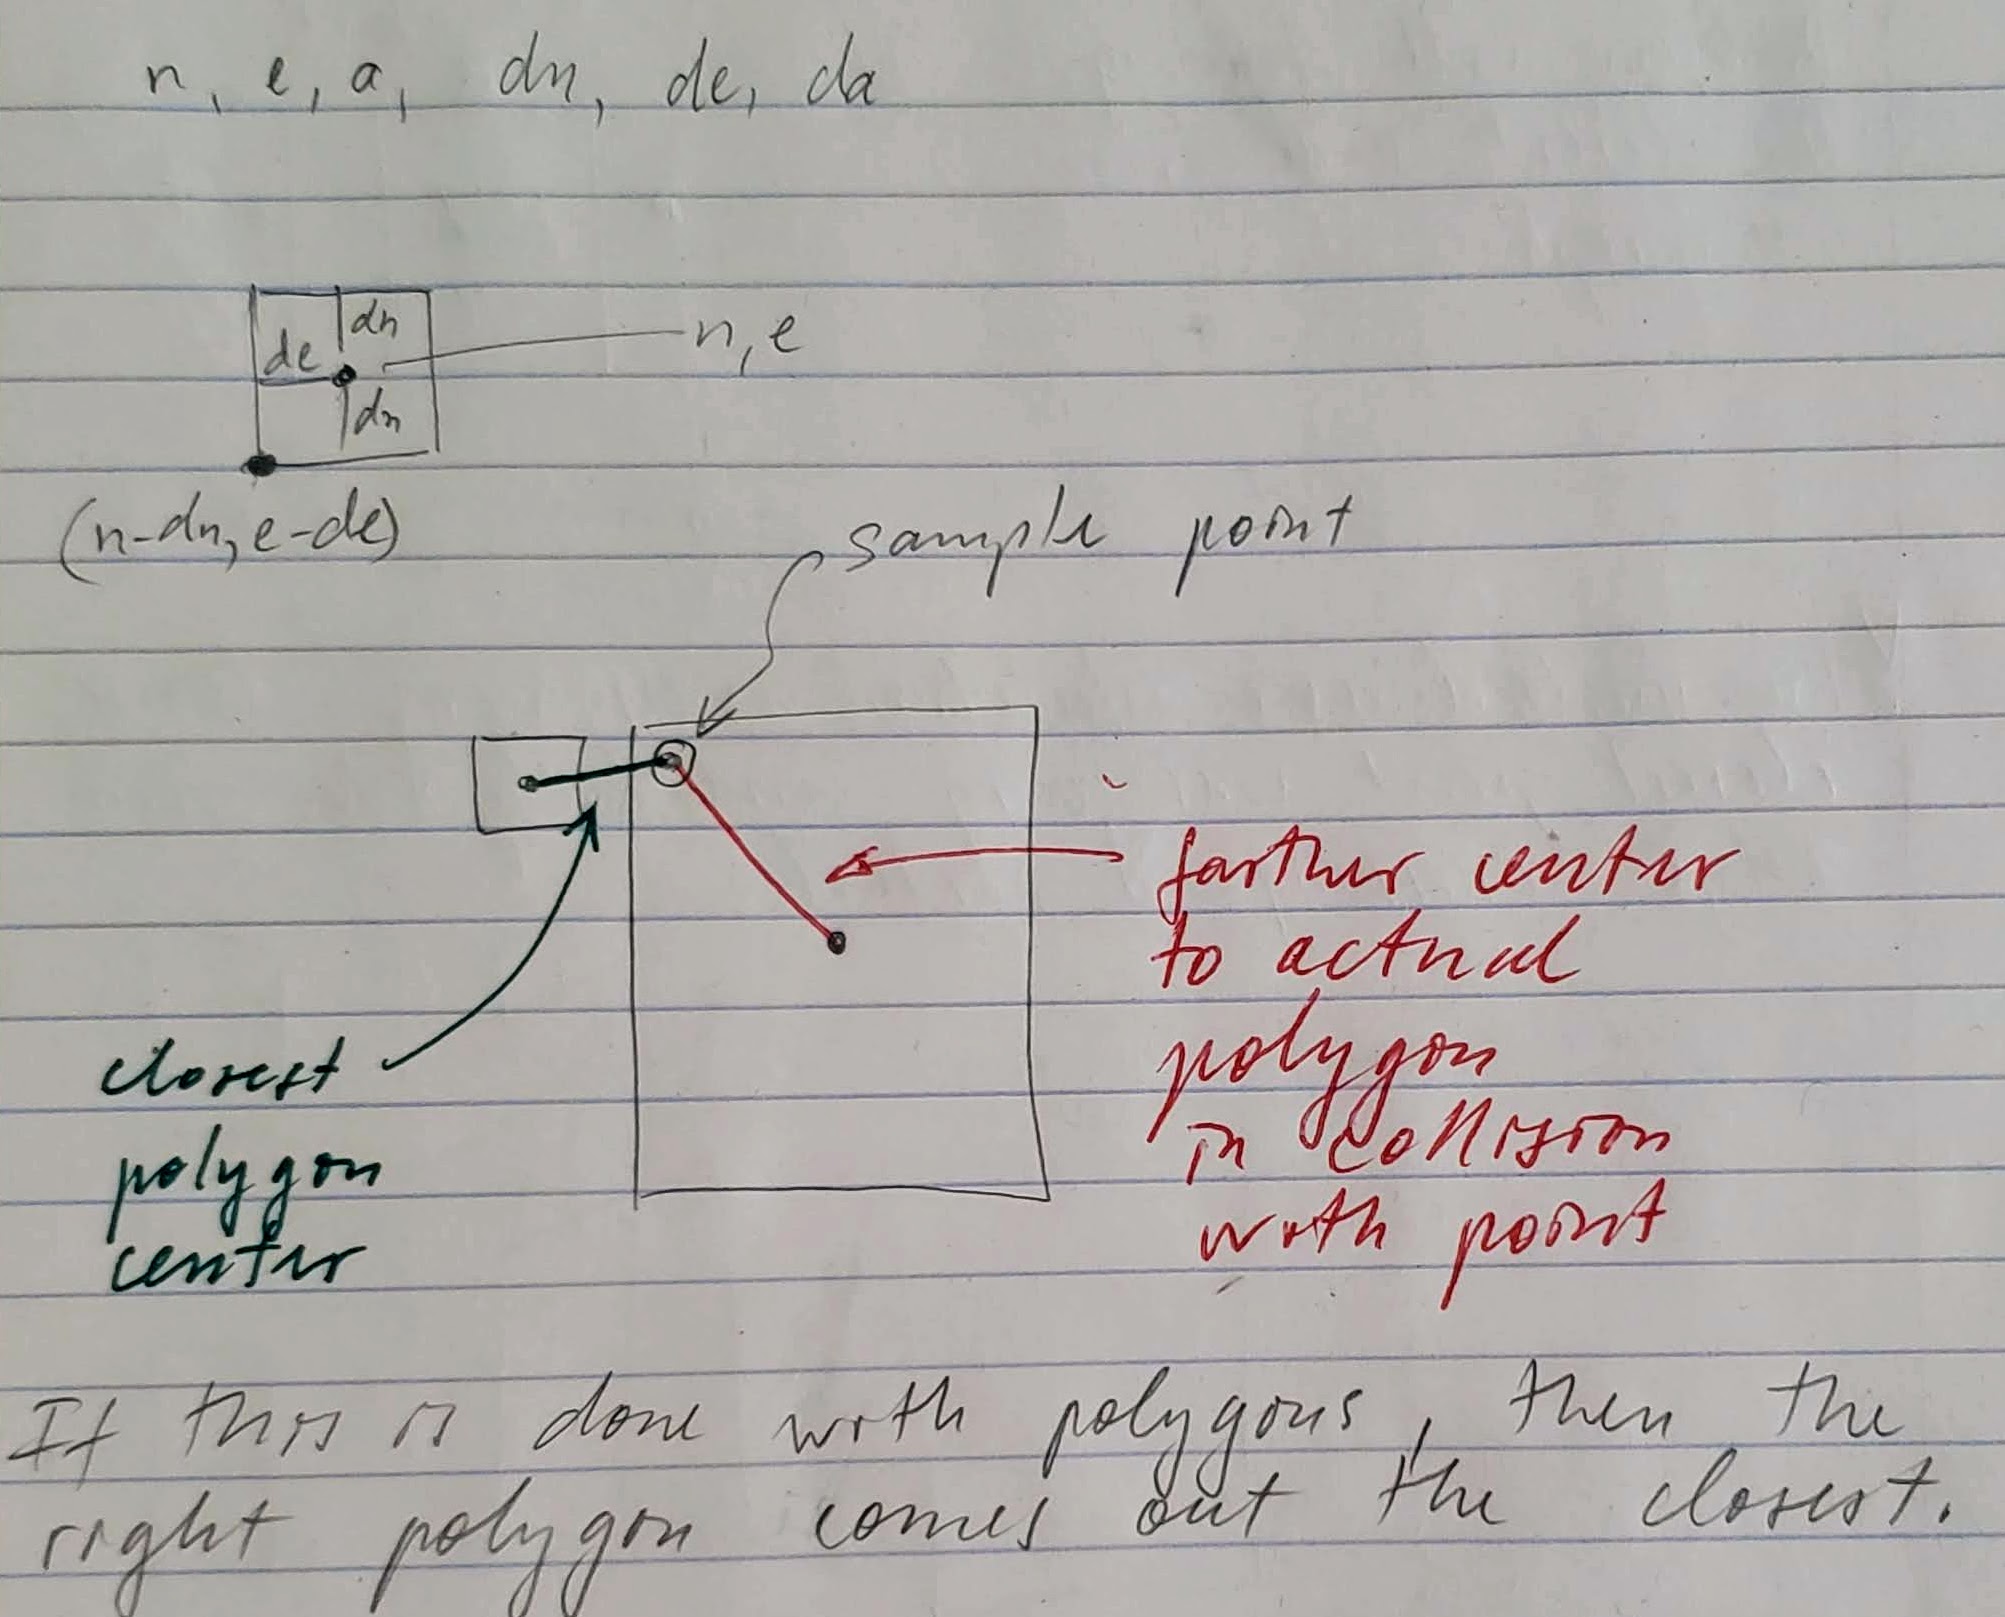 n, e, a, dn, de, da
dn
de
n, e
dn
(n-dn, e-de)
sample point
farther center
to actual
polygon
in collision
with point
closest
polygon
center
If this is done with polygons, then the
right polygon comes out the closest.